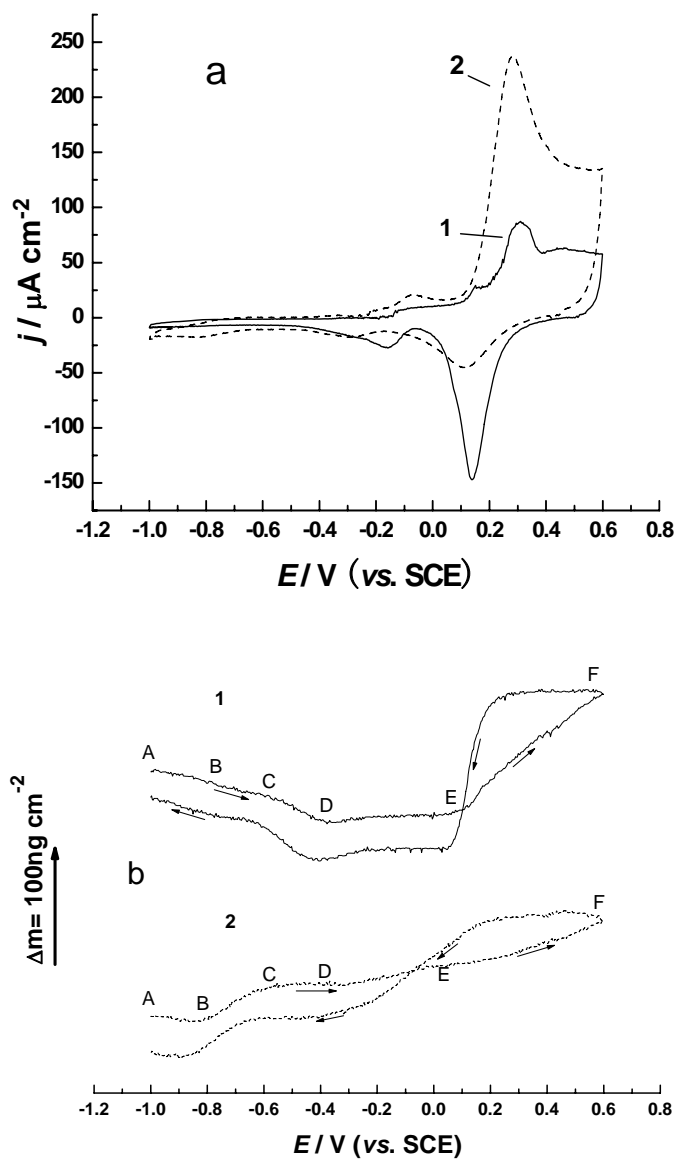 a
2
1
250
200
150
100
50
0
-50
-100
-150
j / μA cm-2
-1.2 -1.0 -0.8 -0.6 -0.4 -0.2 0.0 0.2 0.4 0.6 0.8
E / V (vs. SCE)
1
F
A
B
C
D
E
b
Δm= 100ng cm-2
2
F
C
D
E
A
B
-1.2 -1.0 -0.8 -0.6 -0.4 -0.2 0.0 0.2 0.4 0.6 0.8
E / V (vs. SCE)